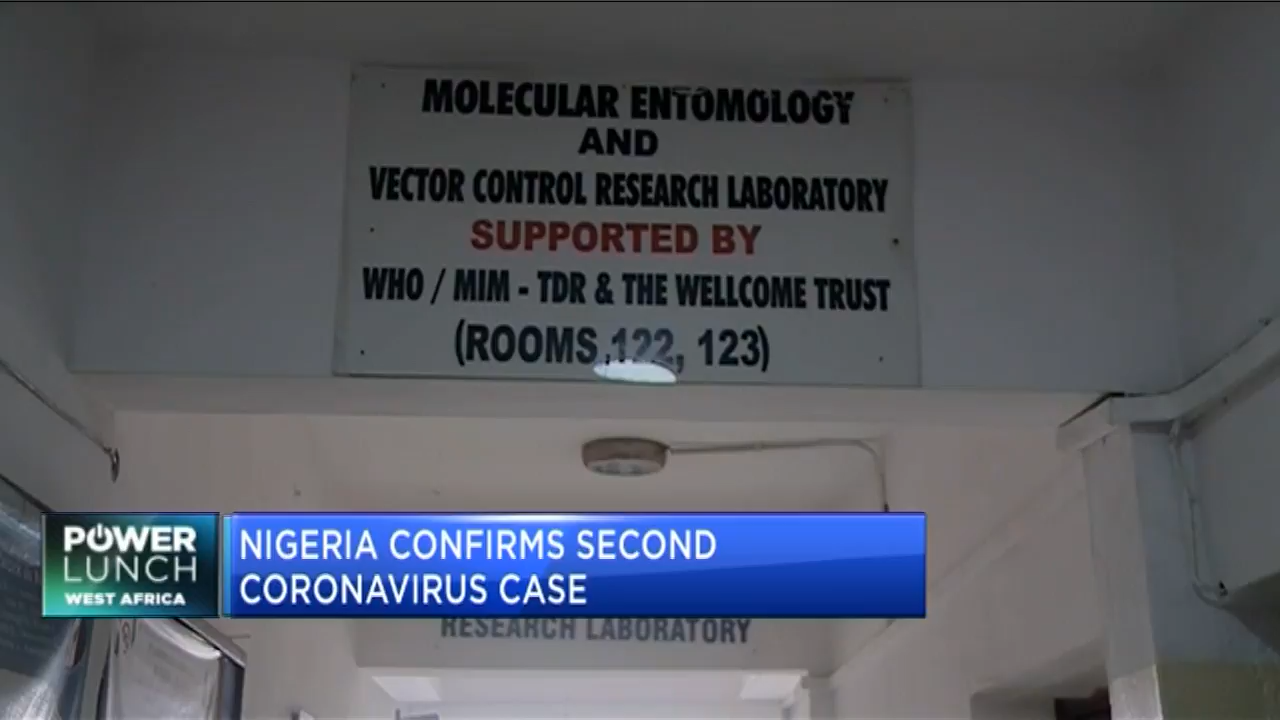 MOLECULAR ENTOMOLOGY
AND
VECTOR CONTROL RESEARCH LABORATORY
SUPPORTED BY
WHO / MIM - TDR & THE WELLCOME TRUST
(ROOMS 122, 123)
POWER
LUNCH
WEST AFRICA
NIGERIA CONFIRMS SECOND
CORONAVIRUS CASE
RESEARCH LABORATORY